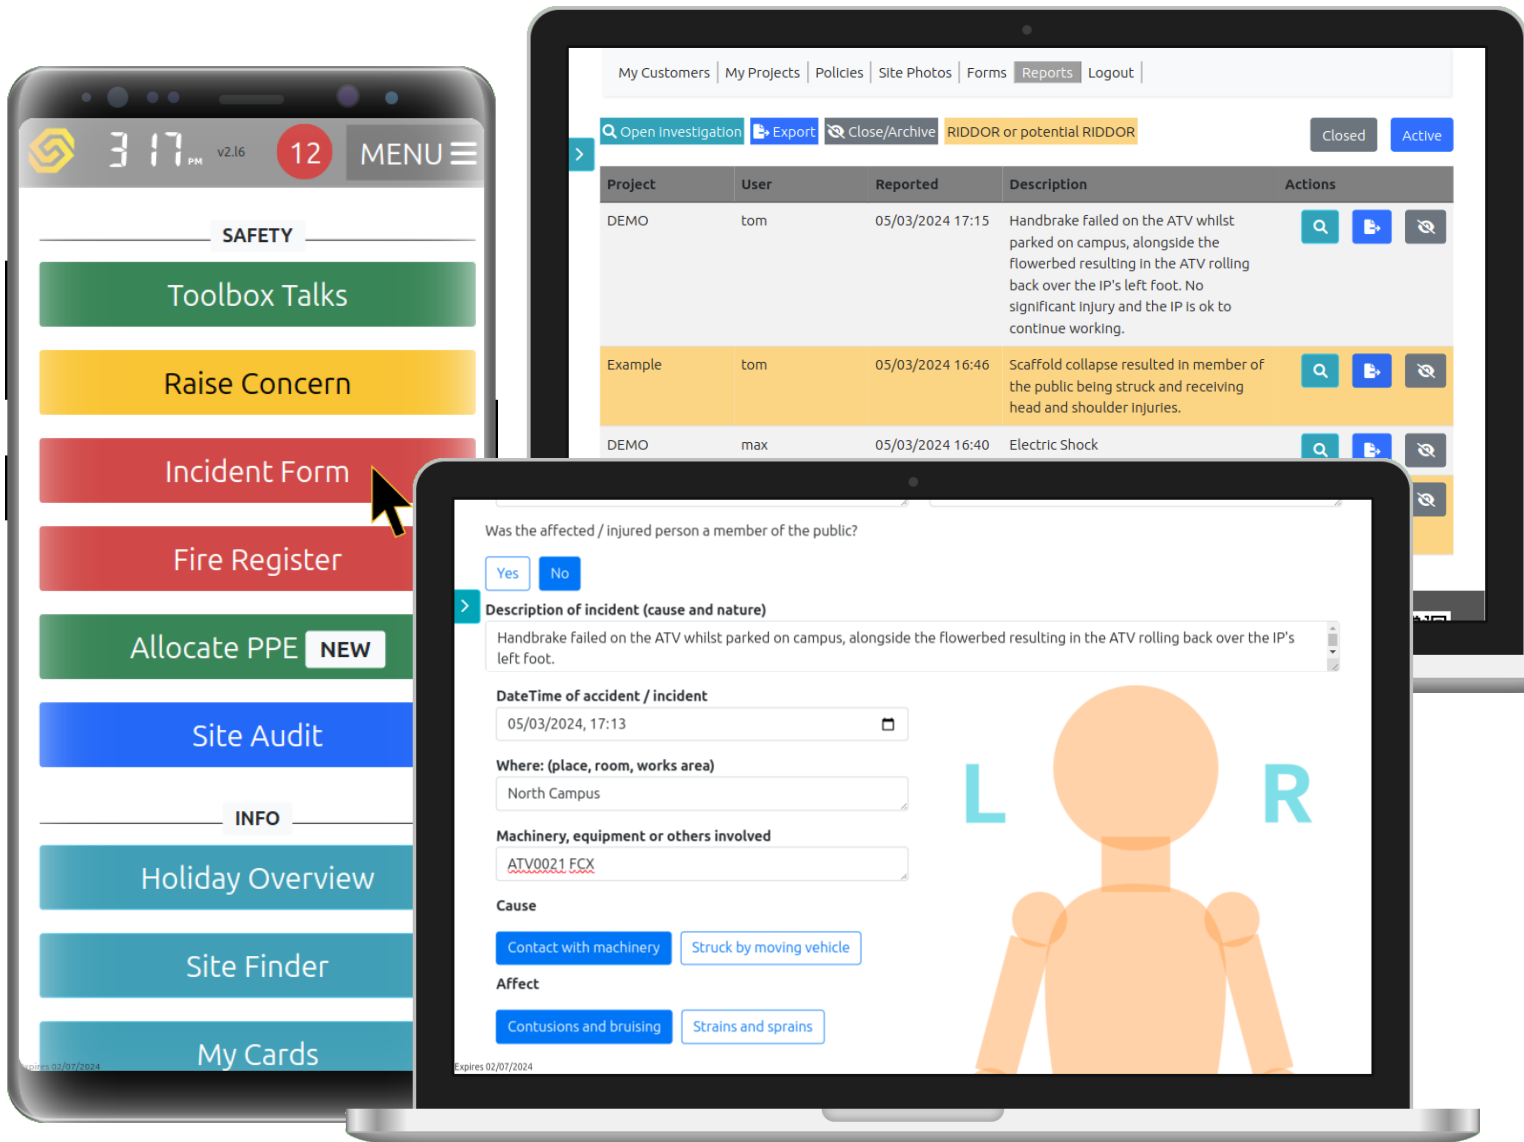 3 17 PM
v2.16
12
MENU
SAFETY
Toolbox Talks
Raise Concern
Incident Form
Fire Register
Allocate PPE NEW
Site Audit
INFO
Holiday Overview
Site Finder
My Cards
xpires 02/07/2024
My Customers My Projects Policies Site Photos Forms Reports Logout
Open Investigation Export Close/Archive RIDDOR or potential RIDDOR
Closed Active
Project User Reported Description Actions
DEMO tom 05/03/2024 17:15 Handbrake failed on the ATV whilst
parked on campus, alongside the
flowerbed resulting in the ATV rolling
back over the IP's left foot. No
significant injury and the IP is ok to
continue working.
Example tom 05/03/2024 16:46 Scaffold collapse resulted in member of
the public being struck and receiving
head and shoulder injuries.
DEMO max 05/03/2024 16:40 Electric Shock
Was the affected / injured person a member of the public?
Yes No
Description of incident (cause and nature)
Handbrake failed on the ATV whilst parked on campus, alongside the flowerbed resulting in the ATV rolling back over the IP's
left foot.
DateTime of accident / incident
05/03/2024, 17:13
Where: (place, room, works area)
North Campus
Machinery, equipment or others involved
ATV0021 FCX
Cause
Contact with machinery Struck by moving vehicle
Affect
Contusions and bruising Strains and sprains
L R
Expires 02/07/2024